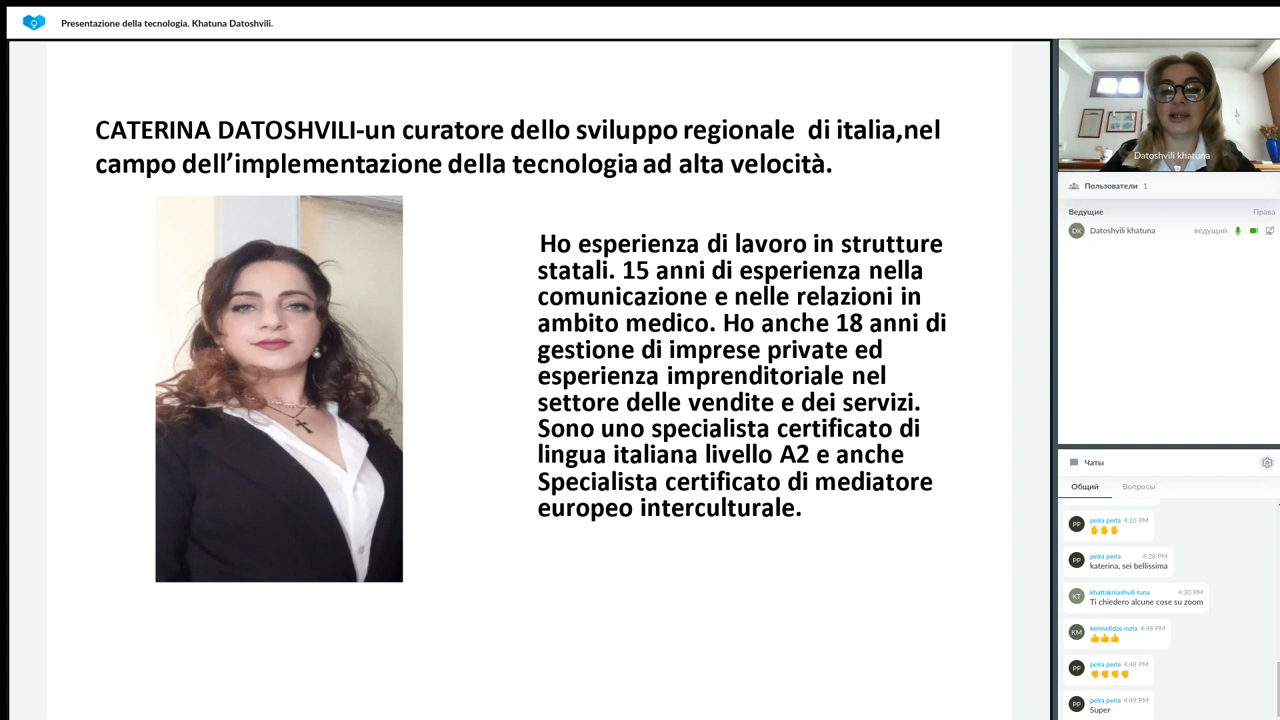 Presentazione della tecnologia. Khatuna Datoshvili.
CATERINA DATOSHVILI-un curatore dello sviluppo regionale di italia,nel
campo dell'implementazione della tecnologia ad alta velocità.
Ho esperienza di lavoro in strutture
statali. 15 anni di esperienza nella
comunicazione e nelle relazioni in
ambito medico. Ho anche 18 anni di
gestione di imprese private ed
esperienza imprenditoriale nel
settore delle vendite e dei servizi.
Sono uno specialista certificato di
lingua italiana livello A2 e anche
Specialista certificato di mediatore
europeo interculturale.
Datoshvili khatuna
Пользователи 1
Ведущие Права
DK Datoshvili khatuna ведущий
Чаты
Общий Вопросы
PP pelra perla 4:26 PM
✋✋✋
PP pelra perla 4:28 PM
katerina, sei bellissima
KT khattakniashvili tuna 4:30 PM
Ti chiedero alcune cose su zoom
KM kereselidze mzia 4:48 PM
👍👍👍
PP pelra perla 4:48 PM
PP pelra perla 4:49 PM
Super